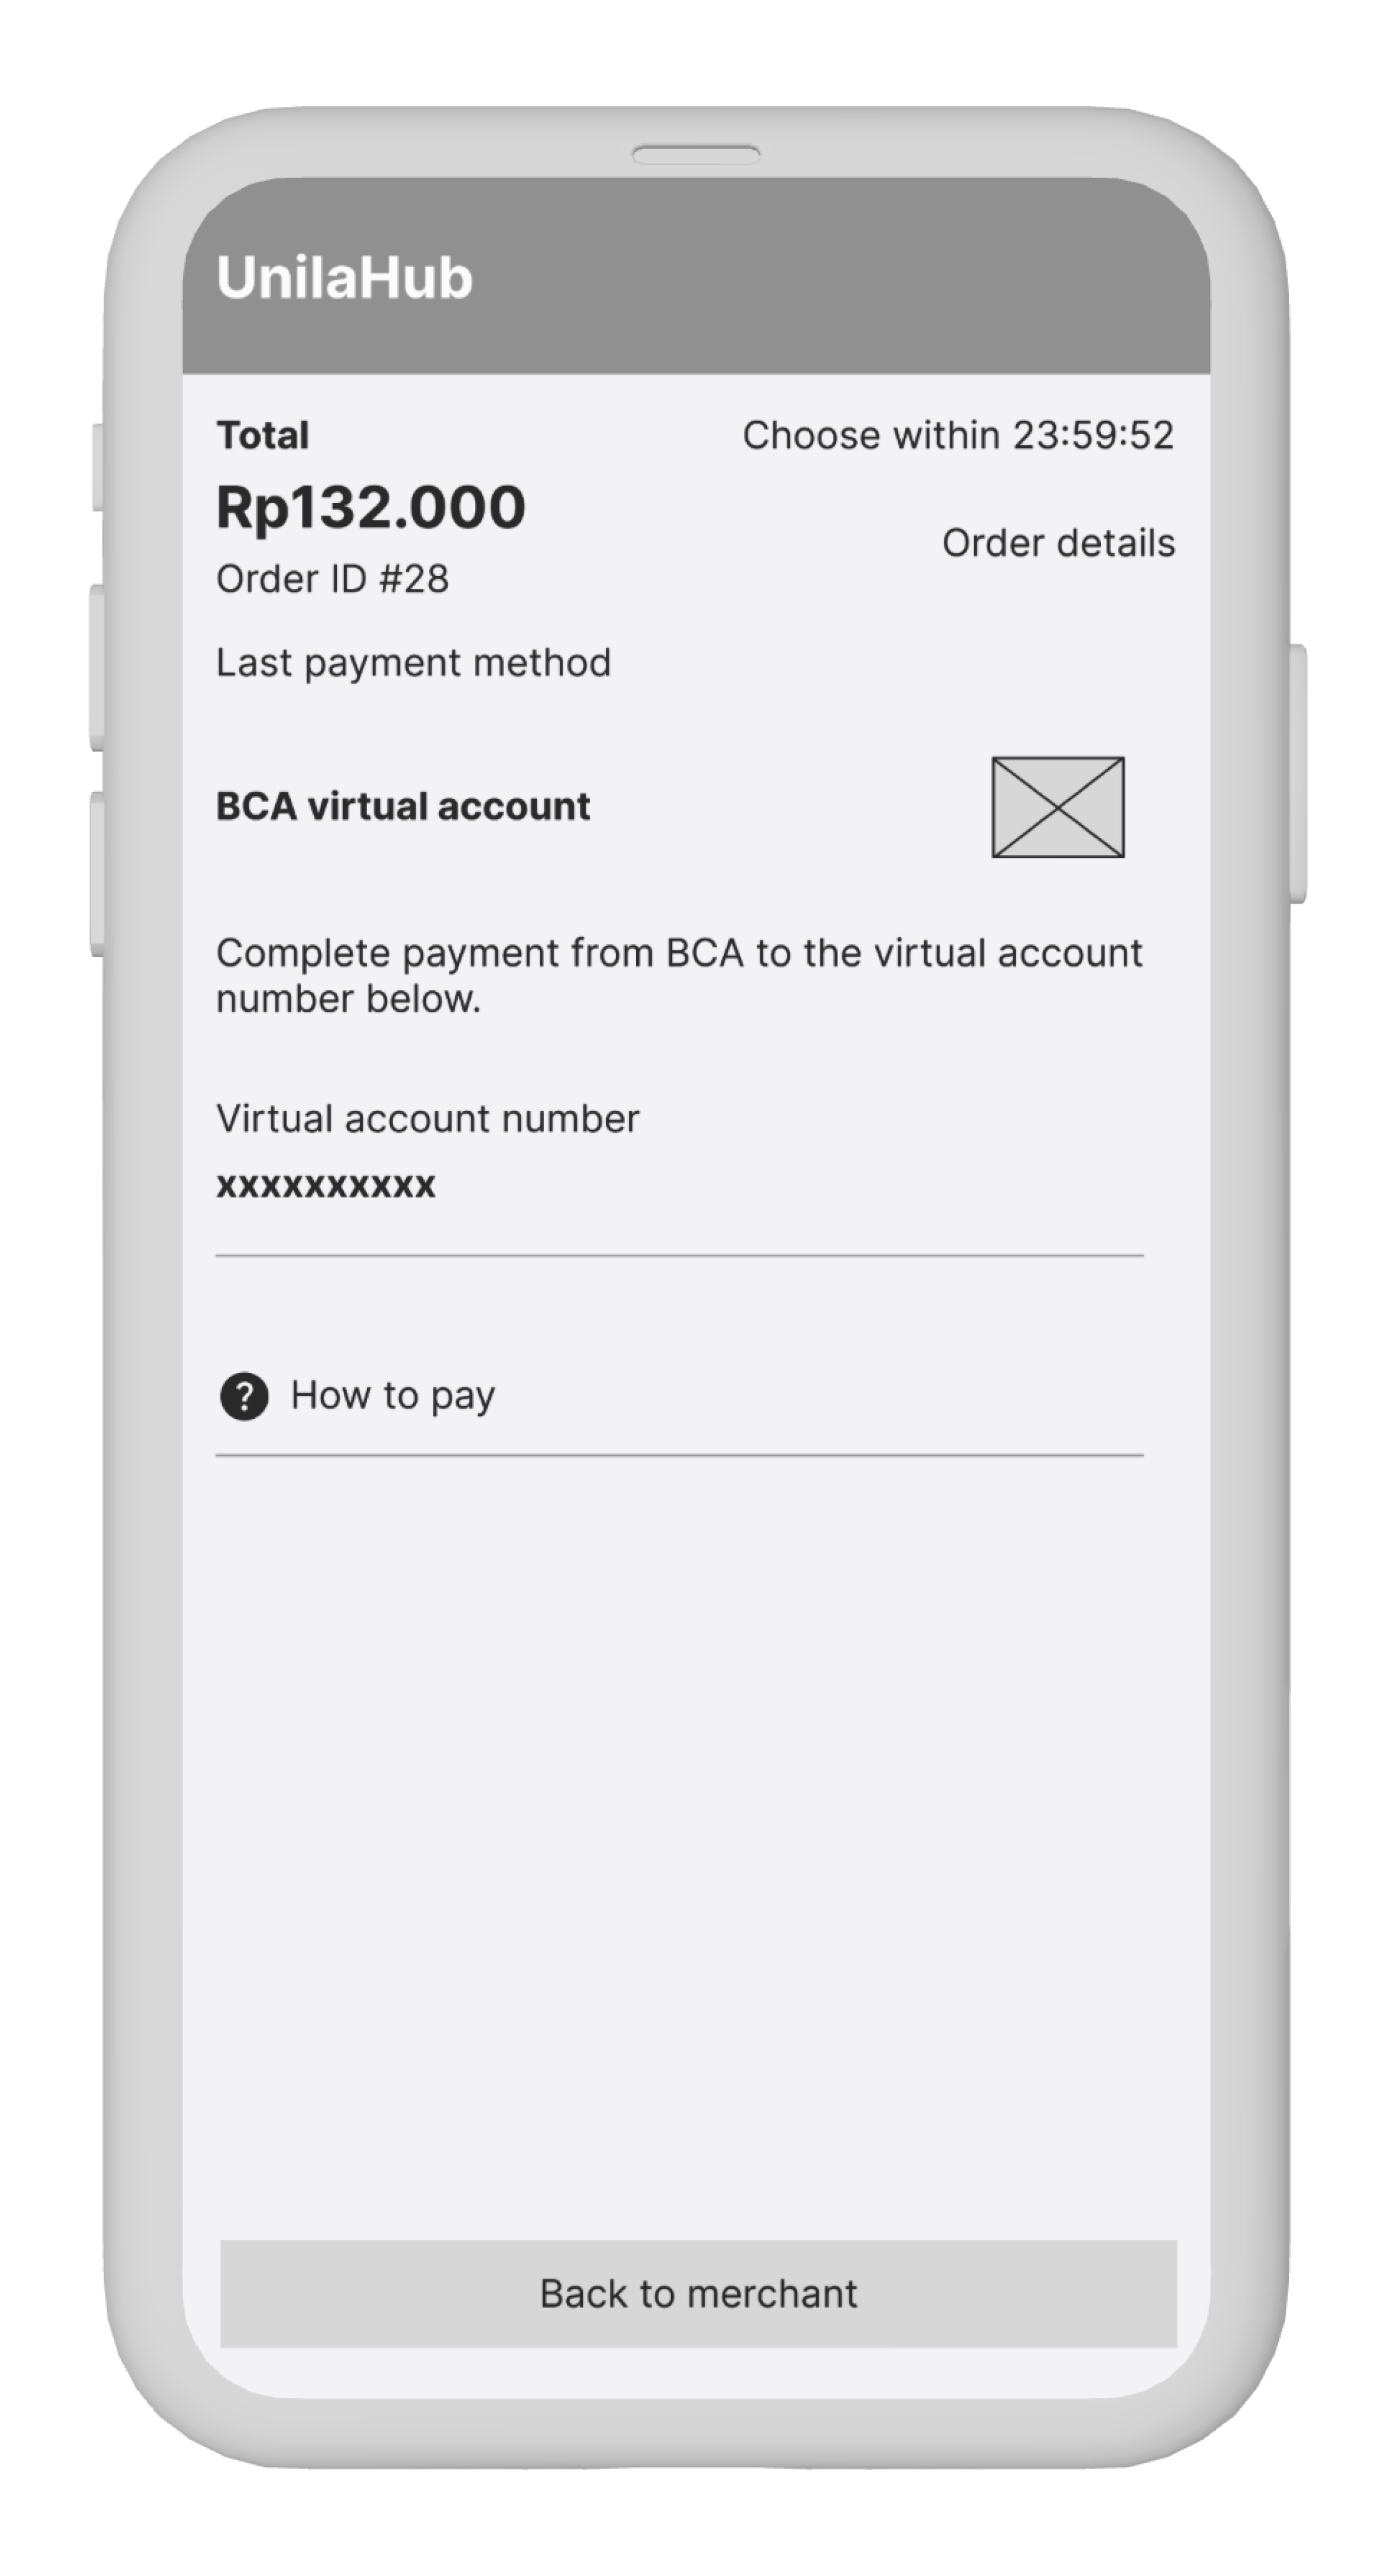 UnilaHub
Total
Choose within 23:59:52
Rp132.000
Order details
Order ID #28
Last payment method
BCA virtual account
Complete payment from BCA to the virtual account
number below.
Virtual account number
xxxxxxxxxx
? How to pay
Back to merchant